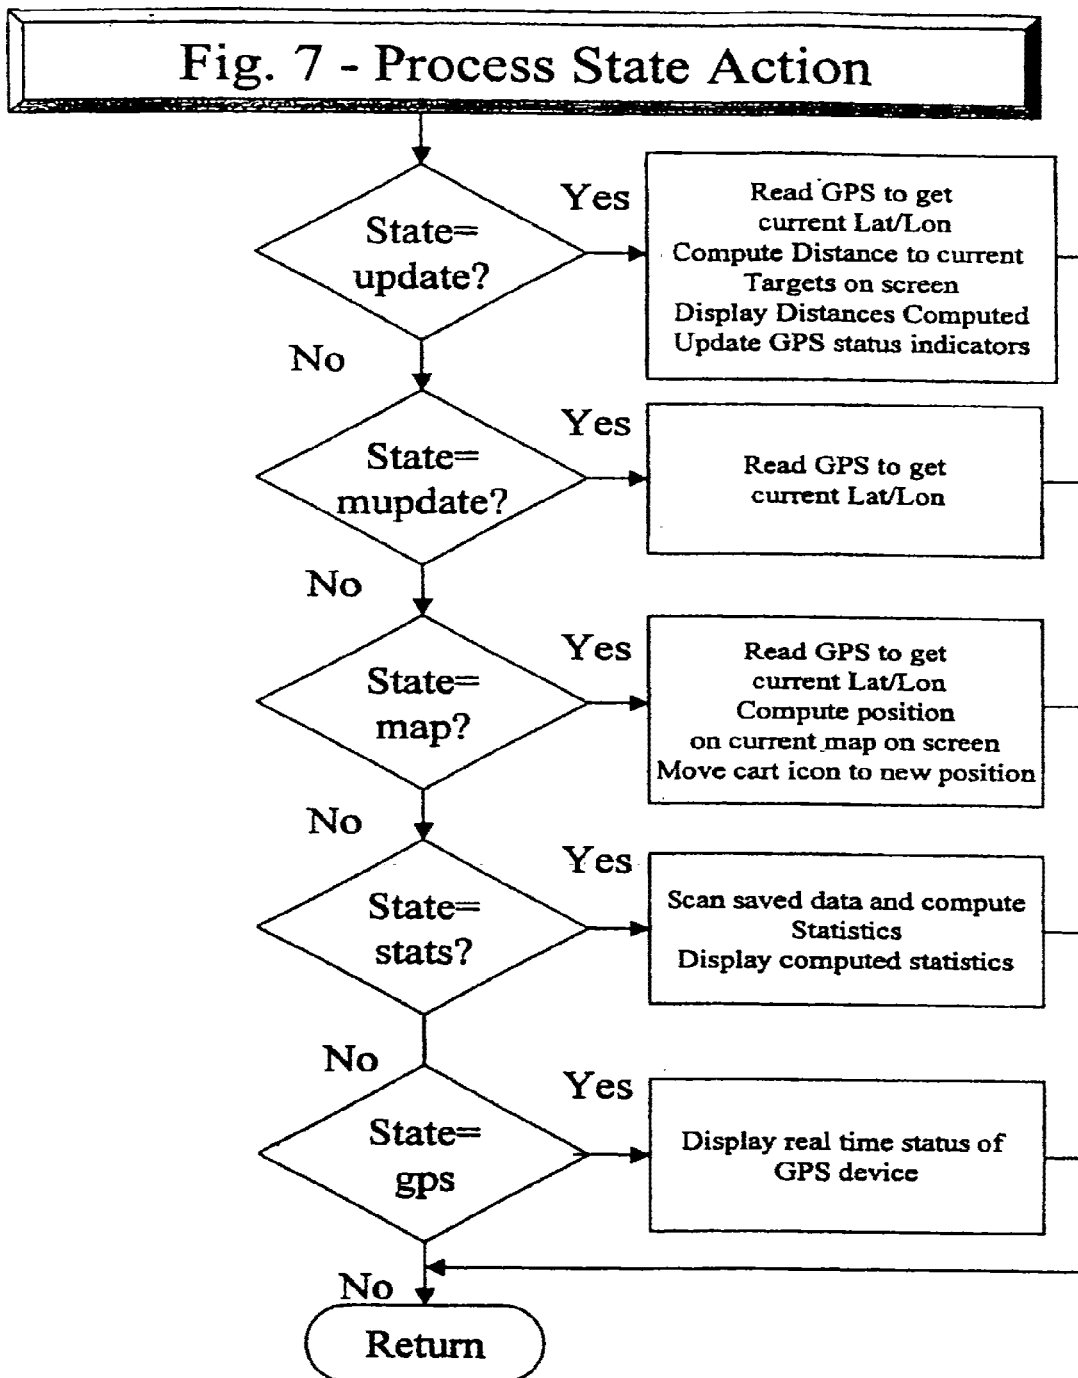 Fig. 7 - Process State Action
State=
update?
Yes
Read GPS to get
current Lat/Lon
Compute Distance to current
Targets on screen
Display Distances Computed
Update GPS status indicators
No
State=
mupdate?
Yes
Read GPS to get
current Lat/Lon
No
State=
map?
Yes
Read GPS to get
current Lat/Lon
Compute position
on current map on screen
Move cart icon to new position
No
State=
stats?
Yes
Scan saved data and compute
Statistics
Display computed statistics
No
State=
gps
Yes
Display real time status of
GPS device
No
Return